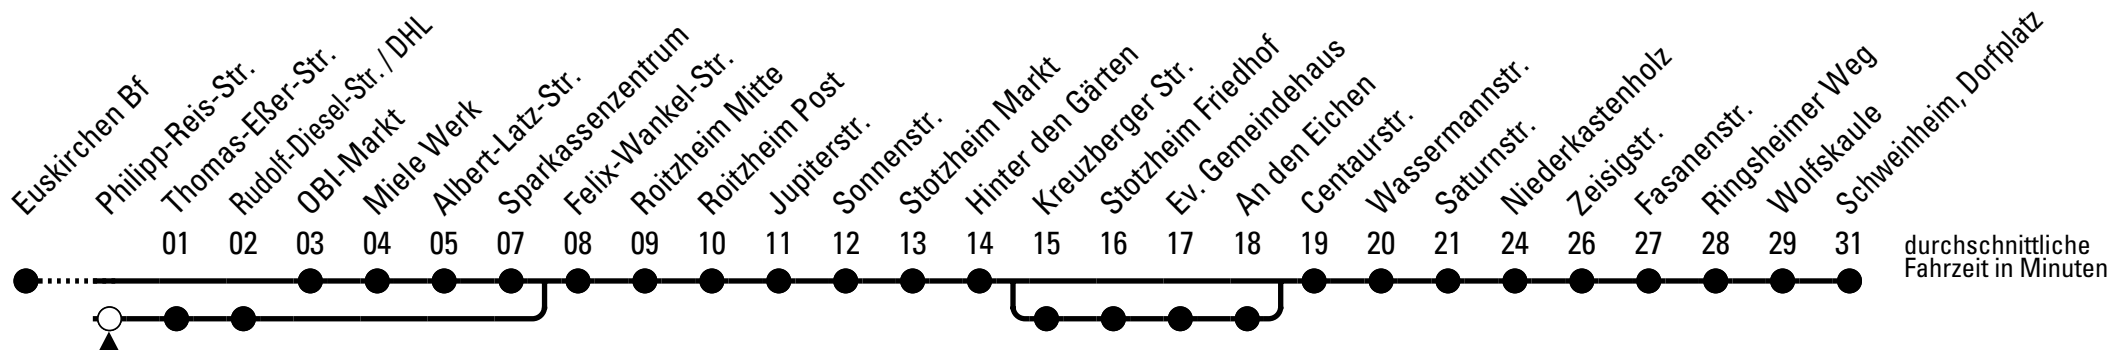 Euskirchen Bf
Philipp-Reis-Str.
Thomas-Eßer-Str.
Rudolf-Diesel-Str. / DHL
OBI-Markt
Miele Werk
Albert-Latz-Str.
Sparkassenzentrum
Felix-Wankel-Str.
Roitzheim Mitte
Roitzheim Post
Jupiterstr.
Sonnenstr.
Stotzheim Markt
Hinter den Gärten
Kreuzberger Str.
Stotzheim Friedhof
Ev. Gemeindehaus
An den Eichen
Centaurstr.
Wassermannstr.
Saturnstr.
Niederkastenholz
Zeisigstr.
Fasanenstr.
Ringsheimer Weg
Wolfskaule
Schweinheim, Dorfplatz
01 02 03 04 05 07 08 09 10 11 12 13 14 15 16 17 18 19 20 21 24 26 27 28 29 31
durchschnittliche
Fahrzeit in Minuten